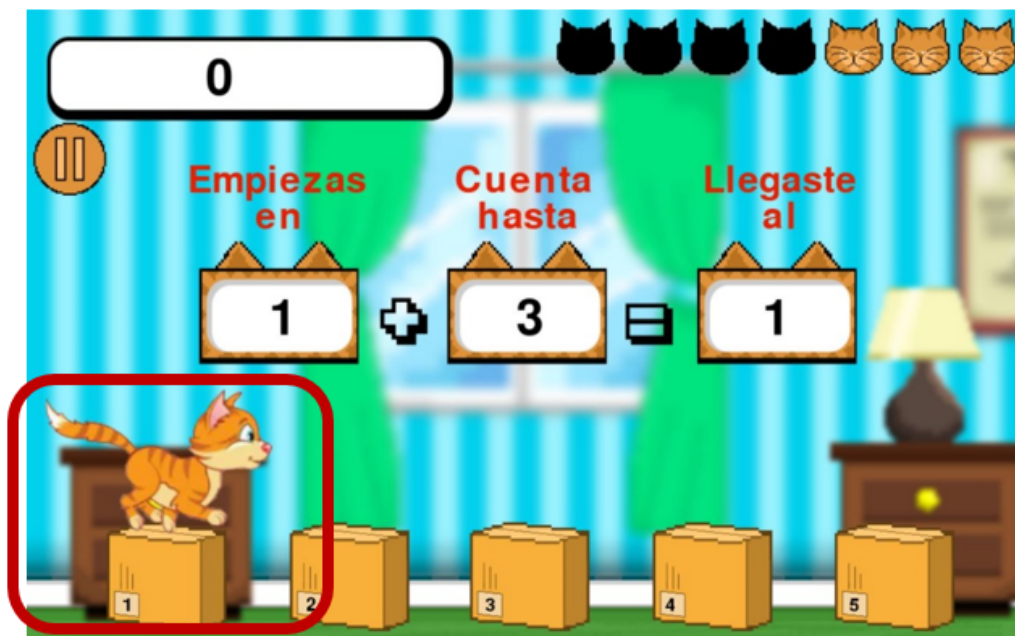 0
Empiezas
en
Cuenta
hasta
Llegaste
al
1 + 3 = 1
1
2
3
4
5